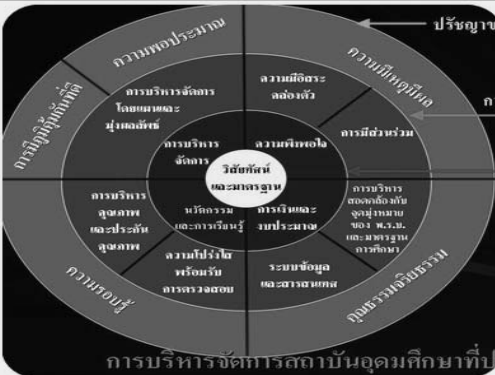 ปรัชญาข
ความพอประมาณ
ความมีเหตุมีผล
การมีภูมิคุ้มกันที่ดี
ความรอบรู้
คุณธรรมจริยธรรม
ก
การบริหารจัดการ
โดยแผนและ
มุ่งผลลัพธ์
ความมีอิสระ
คล่องตัว
การมีส่วนร่วม
การบริหาร
สอดคล้องกับ
จุดมุ่งหมาย
ของ พ.ร.บ.
และมาตรฐาน
การศึกษา
ระบบข้อมูล
และสารสนเทศ
ความโปร่งใส
พร้อมรับ
การตรวจสอบ
การบริหาร
คุณภาพ
และประกัน
คุณภาพ
การบริหาร
จัดการ
ความพึงพอใจ
การเงินและ
งบประมาณ
นวัตกรรม
และการเรียนรู้
วิสัยทัศน์
และมาตรฐาน
การบริหารจัดการสถาบันอุดมศึกษาที่ป